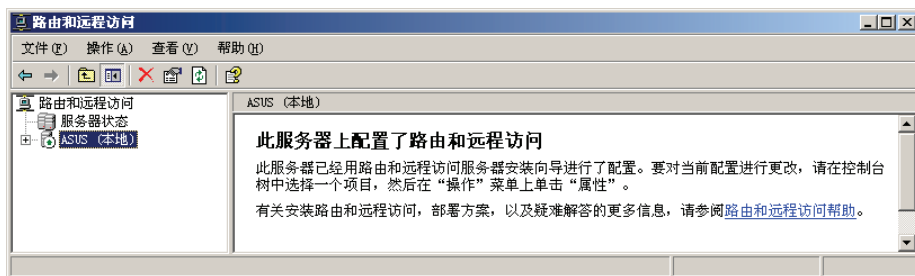 路由和远程访问
文件(F) 操作(A) 查看(V) 帮助(H)
路由和远程访问
服务器状态
ASUS (本地)
ASUS (本地)
此服务器上配置了路由和远程访问
此服务器已经用路由和远程访问服务器安装向导进行了配置。要对当前配置进行更改，请在控制台
树中选择一个项目，然后在“操作”菜单上单击“属性”。
有关安装路由和远程访问，部署方案，以及疑难解答的更多信息，请参阅路由和远程访问帮助。